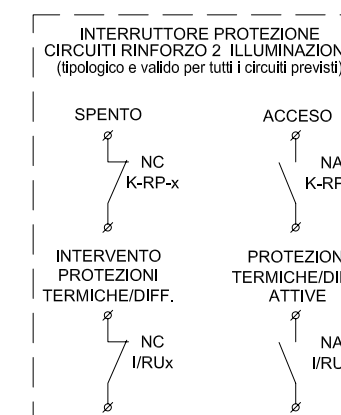 INTERRUTTORE PROTEZIONE
CIRCUITI RINFORZO 2 ILLUMINAZION
(tipologico e valido per tutti i circuiti previsti)
SPENTO
ACCESO
NC
K-RP-x
NA
K-RP
INTERVENTO
PROTEZIONI
TERMICHE/DIFF.
PROTEZION
TERMICHE/DI
ATTIVE
NC
I/RUx
NA
I/RU